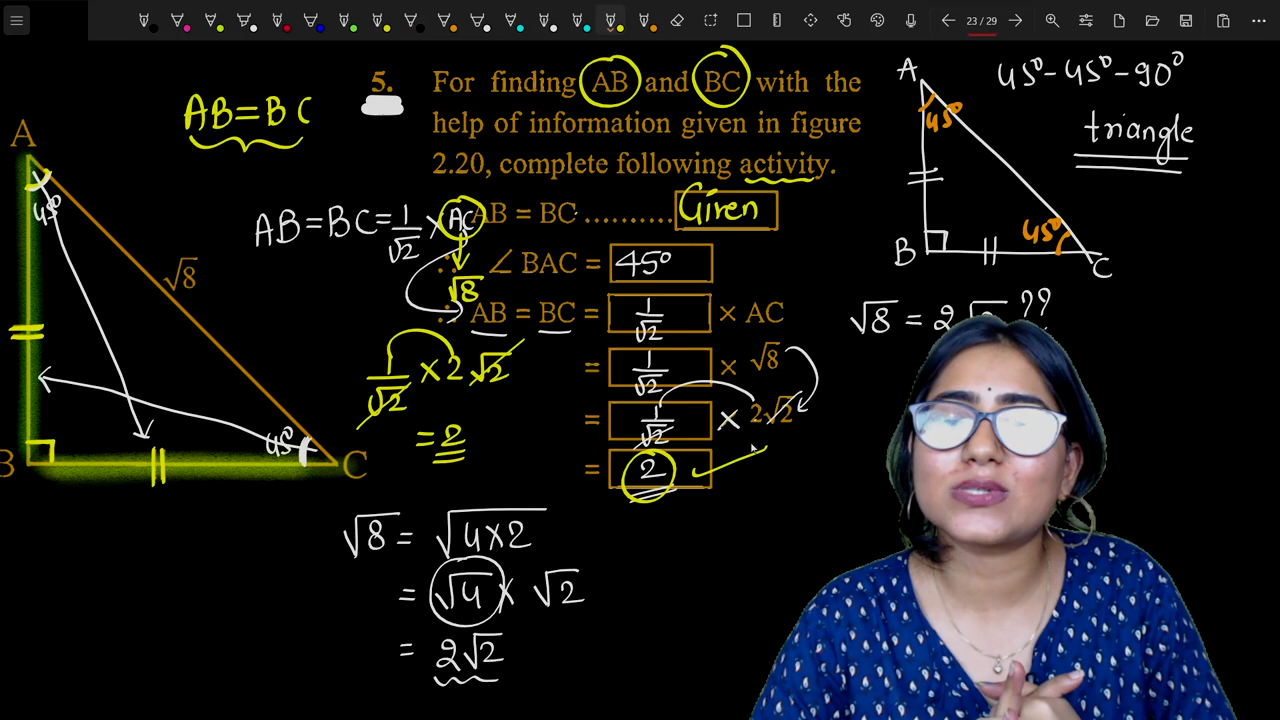 23 / 29
AB = BC
5. For finding AB and BC with the
help of information given in figure
2.20, complete following activity.
AB = BC .......... Given
∴ ∠ BAC = 45°
∴ AB = BC = 1/√2 × AC
= 1/√2 × √8
= 1/√2 × 2√2
= 2
AB = BC = 1/√2 × AC
√8
1/√2 × 2√2
= 2
A
45°
√8
B
45°
C
√8 = √4×2
= √4 × √2
= 2√2
45°-45°-90°
triangle
A
45°
B
45°
C
√8 = 2 ??